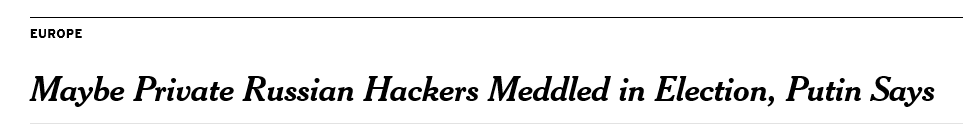 EUROPE
Maybe Private Russian Hackers Meddled in Election, Putin Says